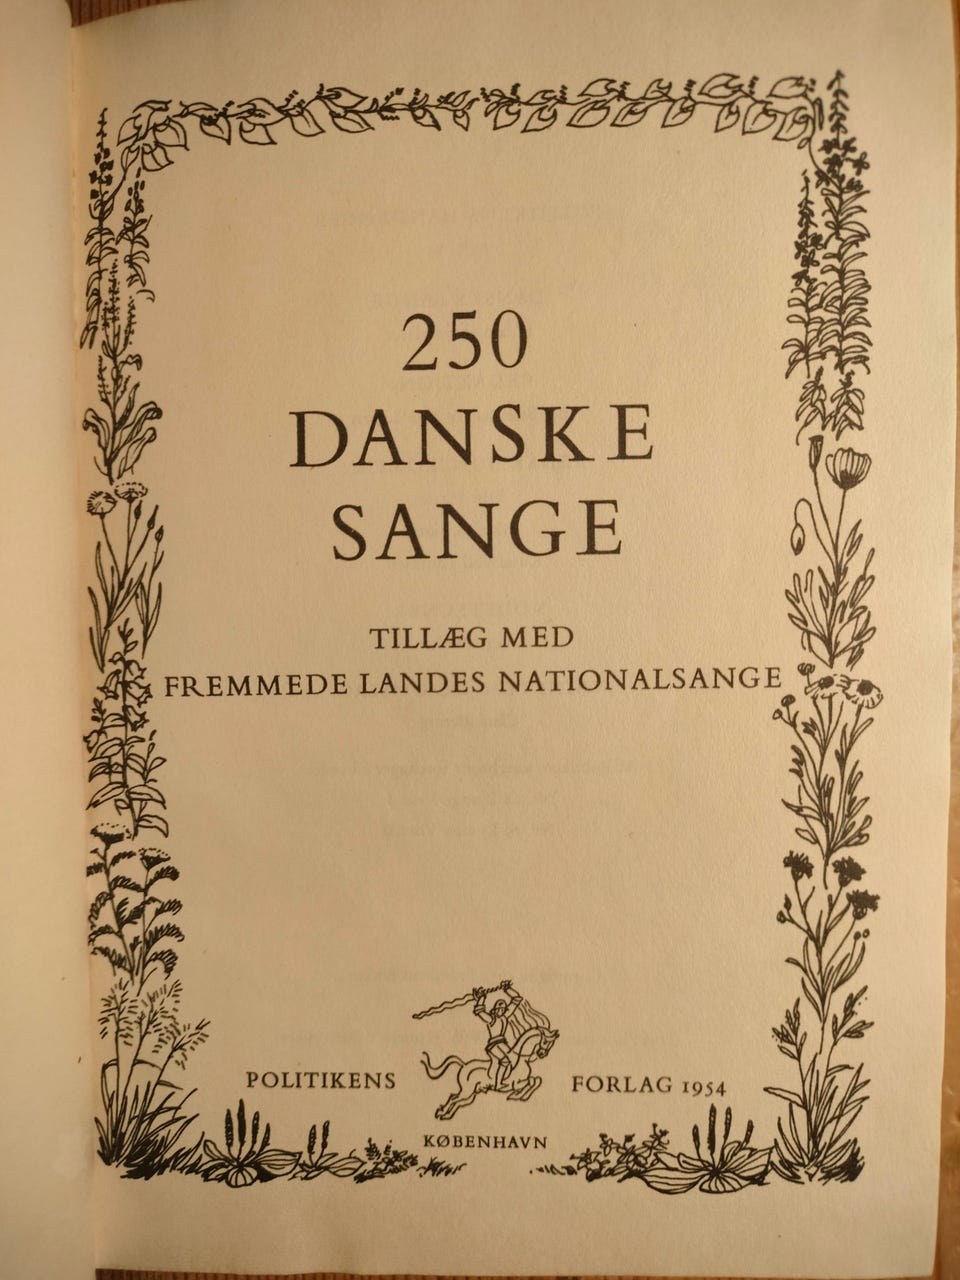 250
DANSKE
SANGE
TILLÆG MED
FREMMEDE LANDES NATIONALSANGE
POLITIKENS FORLAG 1954
KØBENHAVN